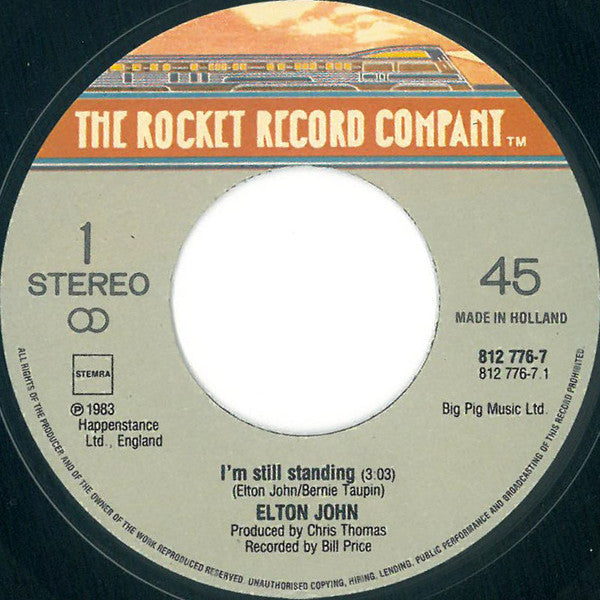 THE ROCKET RECORD COMPANY™
1
STEREO
45
MADE IN HOLLAND
STEMRA
℗ 1983
Happenstance
Ltd., England
812 776-7
812 776-7.1
Big Pig Music Ltd.
I'm still standing (3:03)
(Elton John/Bernie Taupin)
ELTON JOHN
Produced by Chris Thomas
Recorded by Bill Price
ALL RIGHTS OF THE PRODUCER AND OF THE OWNER OF THE WORK REPRODUCED RESERVED. UNAUTHORISED COPYING, HIRING, LENDING, PUBLIC PERFORMANCE AND BROADCASTING OF THIS RECORD PROHIBITED